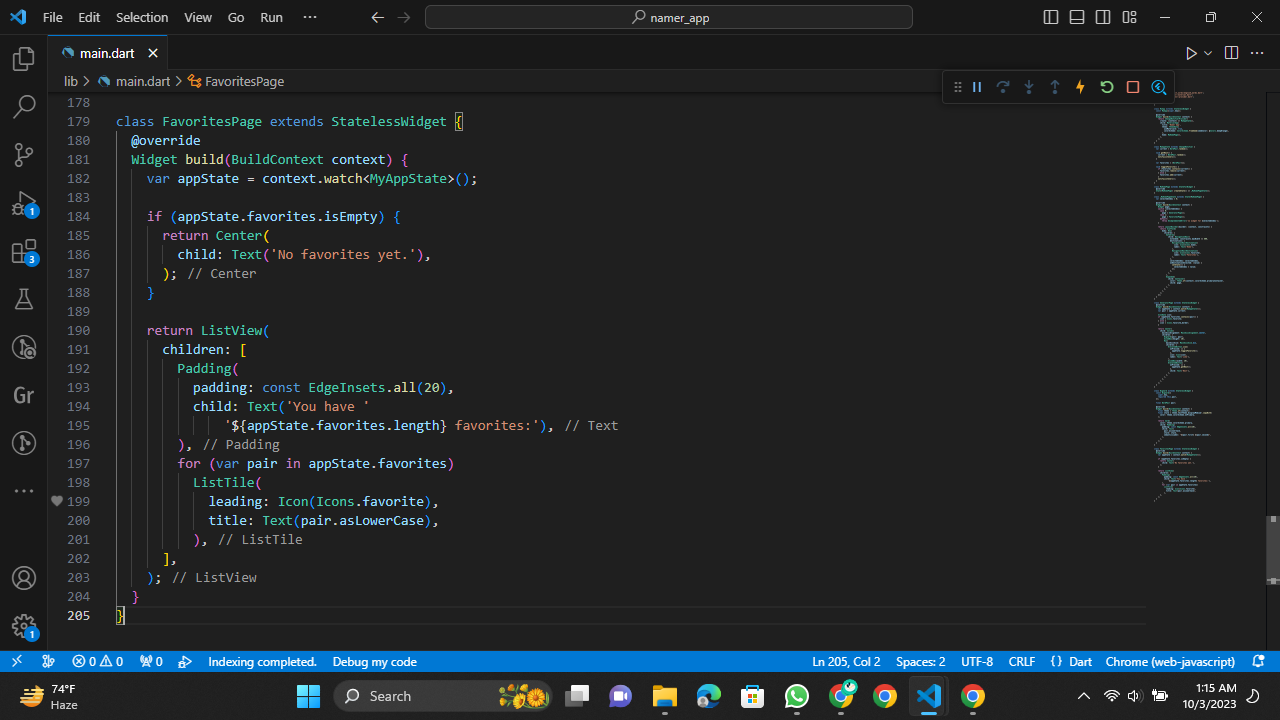 File Edit Selection View Go Run ··· namer_app
main.dart
lib > main.dart > FavoritesPage
178
179 class FavoritesPage extends StatelessWidget {
180 @override
181 Widget build(BuildContext context) {
182 var appState = context.watch<MyAppState>();
183
184 if (appState.favorites.isEmpty) {
185 return Center(
186 child: Text('No favorites yet.'),
187 ); // Center
188 }
189
190 return ListView(
191 children: [
192 Padding(
193 padding: const EdgeInsets.all(20),
194 child: Text('You have '
195 '${appState.favorites.length} favorites:'), // Text
196 ), // Padding
197 for (var pair in appState.favorites)
198 ListTile(
199 leading: Icon(Icons.favorite),
200 title: Text(pair.asLowerCase),
201 ), // ListTile
202 ],
203 ); // ListView
204 }
205 }
1
3
Gr
1
0 0 0 Indexing completed. Debug my code Ln 205, Col 2 Spaces: 2 UTF-8 CRLF {} Dart Chrome (web-javascript)
74°F
Haze
Search
1:15 AM
10/3/2023